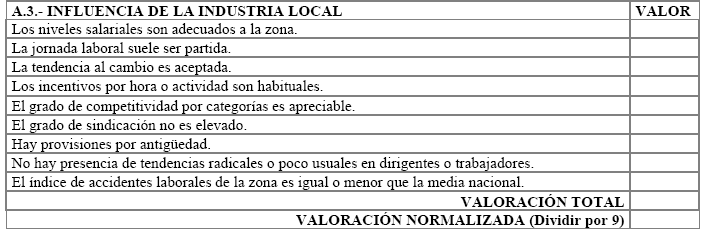 A.3.- INFLUENCIA DE LA INDUSTRIA LOCAL VALOR
Los niveles salariales son adecuados a la zona.
La jornada laboral suele ser partida.
La tendencia al cambio es aceptada.
Los incentivos por hora o actividad son habituales.
El grado de competitividad por categorías es apreciable.
El grado de sindicación no es elevado.
Hay provisiones por antigüedad.
No hay presencia de tendencias radicales o poco usuales en dirigentes o trabajadores.
El índice de accidentes laborales de la zona es igual o menor que la media nacional.
VALORACIÓN TOTAL
VALORACIÓN NORMALIZADA (Dividir por 9)